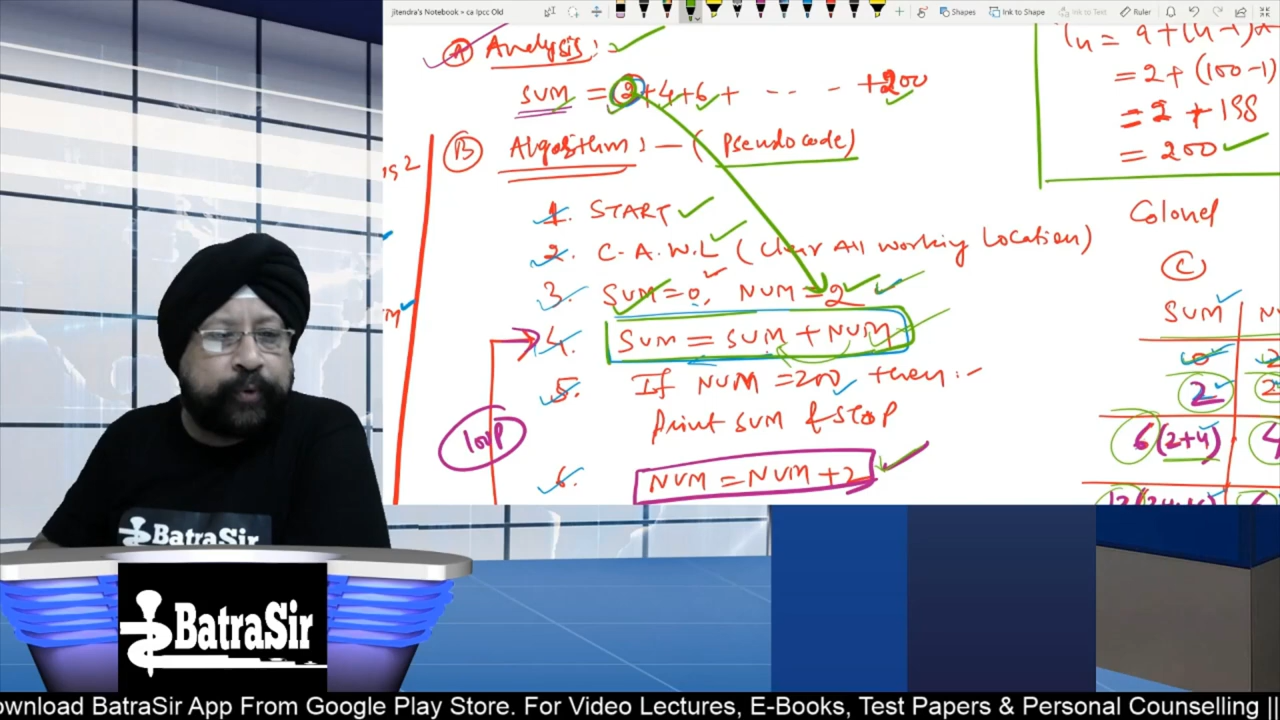 jitendra's Notebook » ca Ipcc Old
Shapes
Ink to Shape
Ink to Text
Ruler
(A) Analysis:-
SUM = 2+4+6+ - - - - +200
(B) Algorithm:- (Pseudocode)
1. START
2. C.A.W.L (Clear All Working Location)
3. SUM=0, NUM=2
4. SUM = SUM + NUM
5. If NUM =200 then:-
Print SUM & STOP
loop
6. NUM = NUM +2
= 2+ (100-1)
= 2 + 198
= 200
Colonel
(C)
SUM
0
2
2
2
6(2+4)
4
BatraSir
BatraSir
ownload BatraSir App From Google Play Store. For Video Lectures, E-Books, Test Papers & Personal Counselling ||